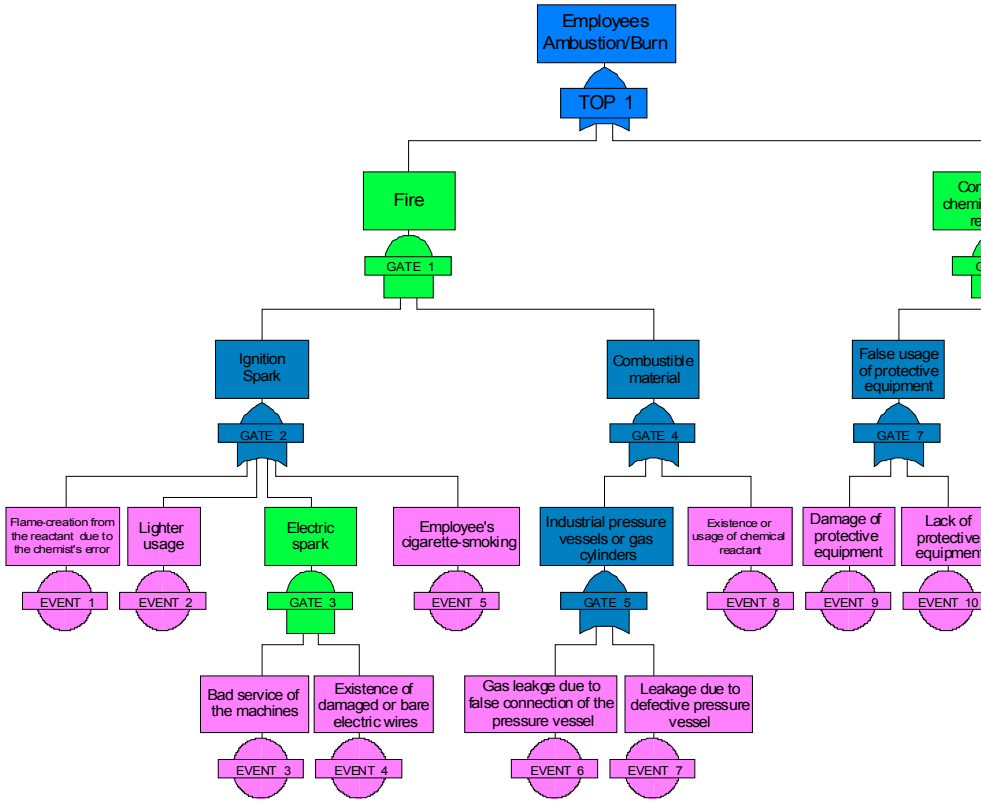 Employees
Ambustion/Burn
TOP 1
Fire
GATE 1
Ignition
Spark
GATE 2
Combustible
material
GATE 4
False usage
of protective
equipment
GATE 7
Flame-creation from
the reactant due to
the chemist's error
EVENT 1
Lighter
usage
EVENT 2
Electric
spark
GATE 3
Employee's
cigarette-smoking
EVENT 5
Industrial pressure
vessels or gas
cylinders
GATE 5
Existence or
usage of chemical
reactant
EVENT 8
Damage of
protective
equipment
EVENT 9
Lack of
protective
equipment
EVENT 10
Bad service of
the machines
EVENT 3
Existence of
damaged or bare
electric wires
EVENT 4
Gas leakge due to
false connection of the
pressure vessel
EVENT 6
Leakage due to
defective pressure
vessel
EVENT 7